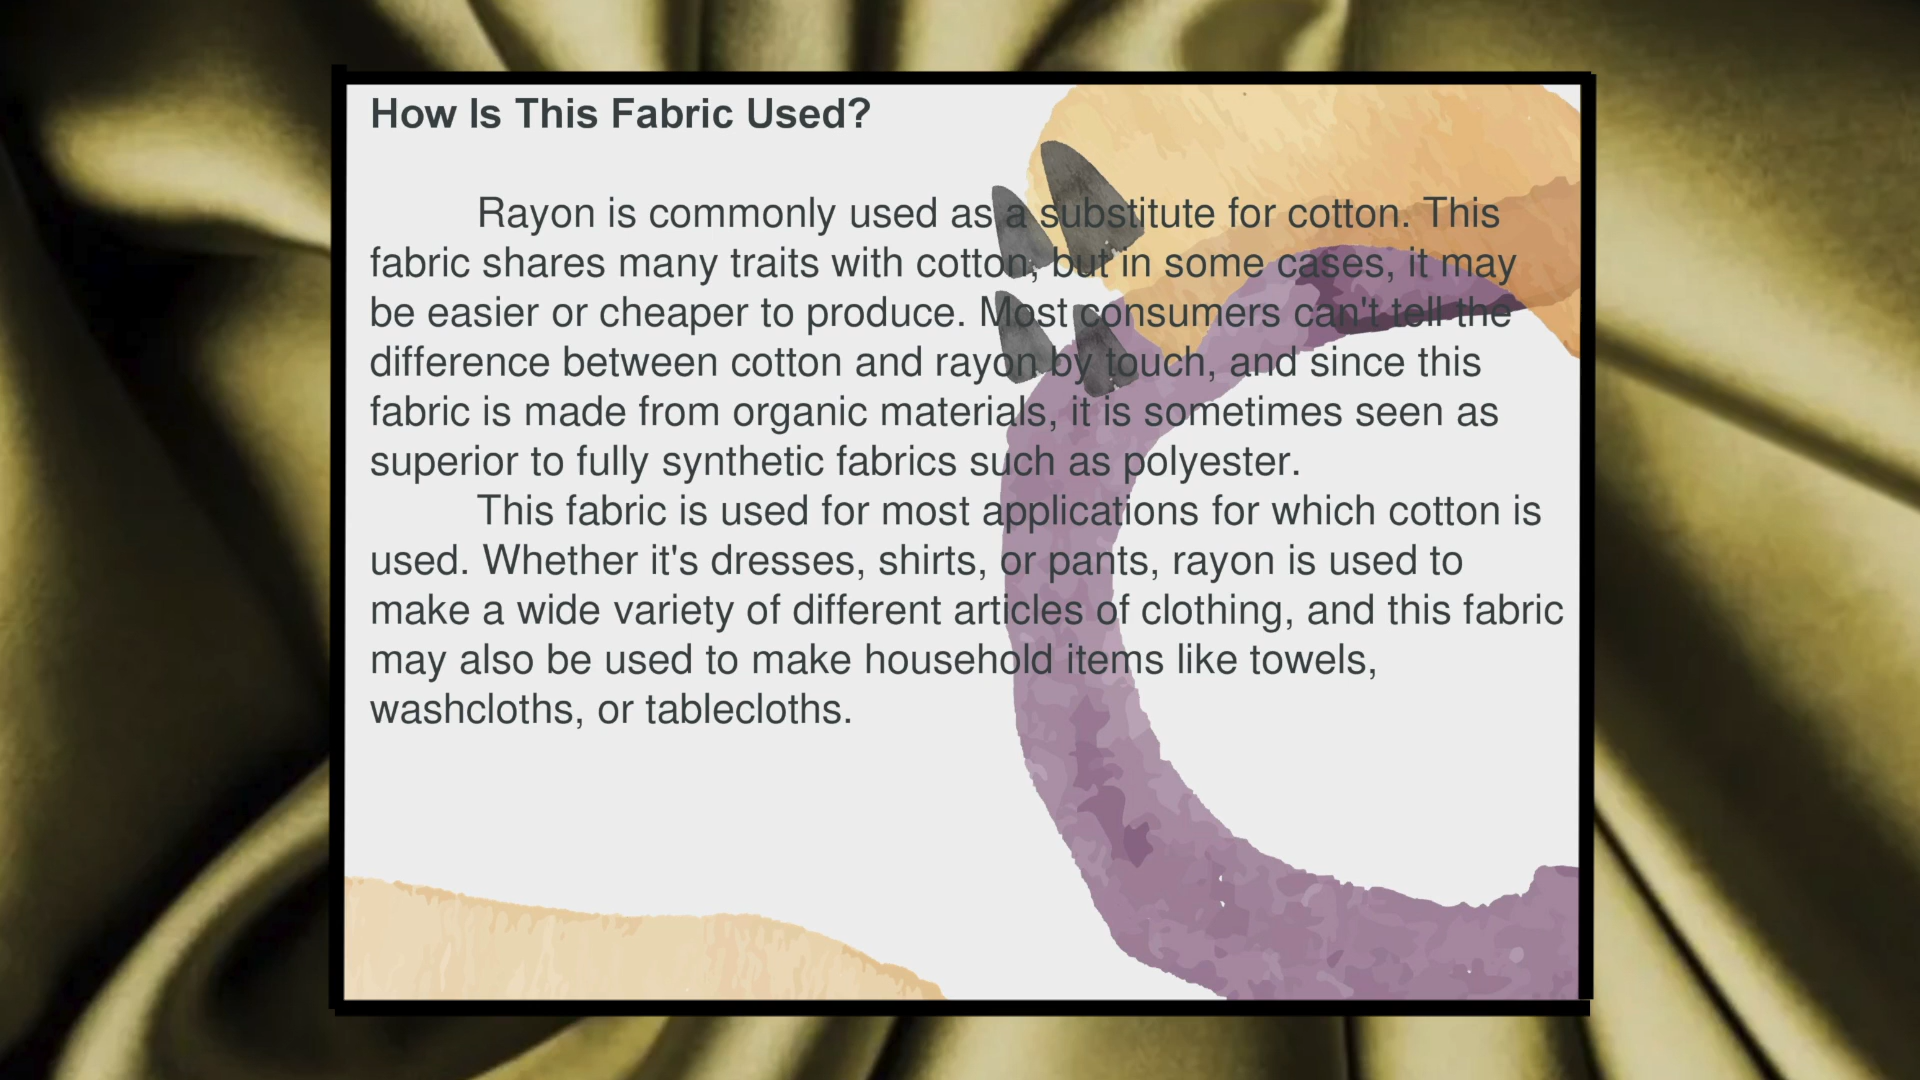 How Is This Fabric Used?
Rayon is commonly used as a substitute for cotton. This
fabric shares many traits with cotton, but in some cases, it may
be easier or cheaper to produce. Most consumers can't tell the
difference between cotton and rayon by touch, and since this
fabric is made from organic materials, it is sometimes seen as
superior to fully synthetic fabrics such as polyester.
This fabric is used for most applications for which cotton is
used. Whether it's dresses, shirts, or pants, rayon is used to
make a wide variety of different articles of clothing, and this fabric
may also be used to make household items like towels,
washcloths, or tablecloths.